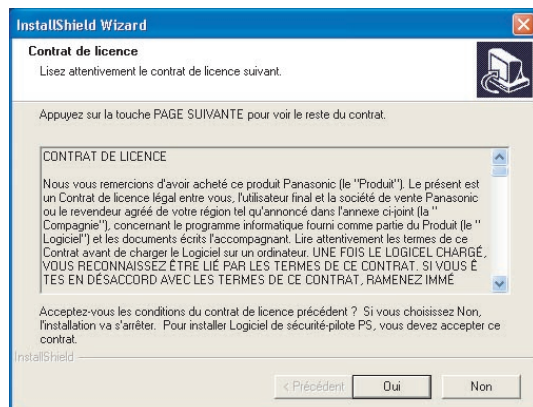 InstallShield Wizard
Contrat de licence
Lisez attentivement le contrat de licence suivant.
Appuyez sur la touche PAGE SUIVANTE pour voir le reste du contrat.
CONTRAT DE LICENCE
Nous vous remercions d'avoir acheté ce produit Panasonic (le "Produit"). Le présent est
un Contrat de licence légal entre vous, l'utilisateur final et la société de vente Panasonic
ou le revendeur agréé de votre région tel qu'annoncé dans l'annexe ci-joint (la "
Compagnie"), concernant le programme informatique fourni comme partie du Produit (le "
Logiciel") et les documents écrits l'accompagnant. Lire attentivement les termes de ce
Contrat avant de charger le Logiciel sur un ordinateur. UNE FOIS LE LOGICEL CHARGÉ,
VOUS RECONNAISSEZ ÊTRE LIÉ PAR LES TERMES DE CE CONTRAT. SI VOUS Ê
TES EN DÉSACCORD AVEC LES TERMES DE CE CONTRAT, RAMENEZ IMMÉ
Acceptez-vous les conditions du contrat de licence précédent ? Si vous choisissez Non,
l'installation va s'arrêter. Pour installer Logiciel de sécurité-pilote PS, vous devez accepter ce
contrat.
InstallShield
< Précédent Oui Non